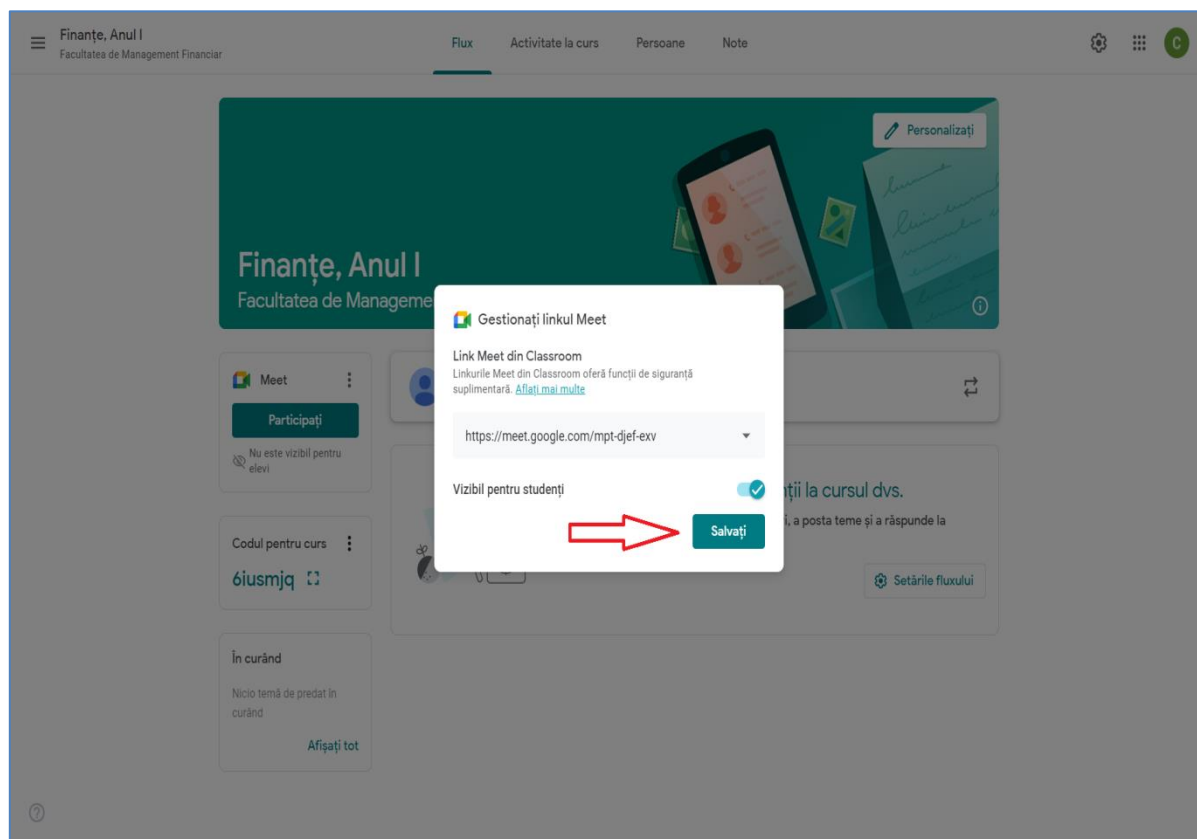 Finanțe, Anul I
Facultatea de Management Financiar
Flux
Activitate la curs
Persoane
Note
C
Personalizați
Finanțe, Anul I
Facultatea de Manageme
Gestionați linkul Meet
Link Meet din Classroom
Linkurile Meet din Classroom oferă funcții de siguranță
suplimentară. Aflați mai multe
https://meet.google.com/mpt-djef-exv
Vizibil pentru studenți
Salvați
Meet
Participați
Nu este vizibil pentru
elevi
Codul pentru curs
6iusmjq
În curând
Nicio temă de predat în
curând
Afișați tot
ții la cursul dvs.
i, a posta teme și a răspunde la
Setările fluxului